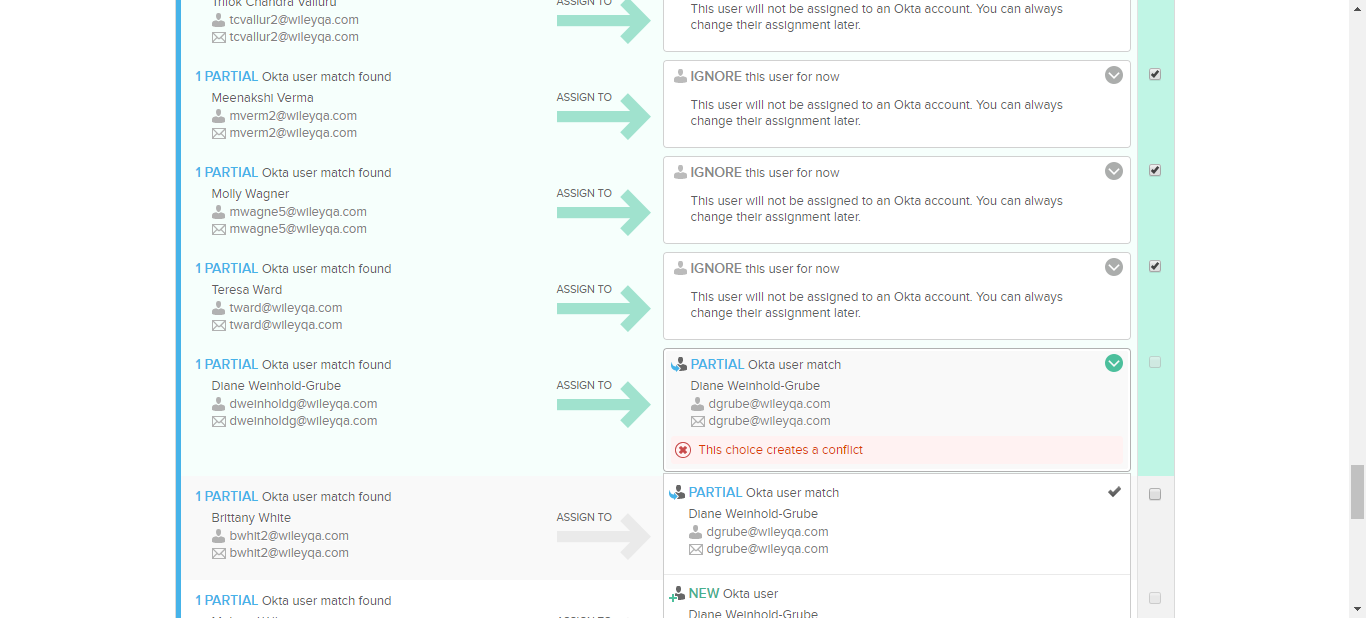 Thilok Chandra Valluru
tcvallur2@wileyqa.com
tcvallur2@wileyqa.com
ASSIGN TO
This user will not be assigned to an Okta account. You can always
change their assignment later.
1 PARTIAL Okta user match found
Meenakshi Verma
mverm2@wileyqa.com
mverm2@wileyqa.com
ASSIGN TO
IGNORE this user for now
This user will not be assigned to an Okta account. You can always
change their assignment later.
1 PARTIAL Okta user match found
Molly Wagner
mwagne5@wileyqa.com
mwagne5@wileyqa.com
ASSIGN TO
IGNORE this user for now
This user will not be assigned to an Okta account. You can always
change their assignment later.
1 PARTIAL Okta user match found
Teresa Ward
tward@wileyqa.com
tward@wileyqa.com
ASSIGN TO
IGNORE this user for now
This user will not be assigned to an Okta account. You can always
change their assignment later.
1 PARTIAL Okta user match found
Diane Weinhold-Grube
dweinholdg@wileyqa.com
dweinholdg@wileyqa.com
ASSIGN TO
PARTIAL Okta user match
Diane Weinhold-Grube
dgrube@wileyqa.com
dgrube@wileyqa.com
This choice creates a conflict
1 PARTIAL Okta user match found
Brittany White
bwhit2@wileyqa.com
bwhit2@wileyqa.com
ASSIGN TO
PARTIAL Okta user match
Diane Weinhold-Grube
dgrube@wileyqa.com
dgrube@wileyqa.com
1 PARTIAL Okta user match found
ASSIGN TO
NEW Okta user
Diane Weinhold-Grube